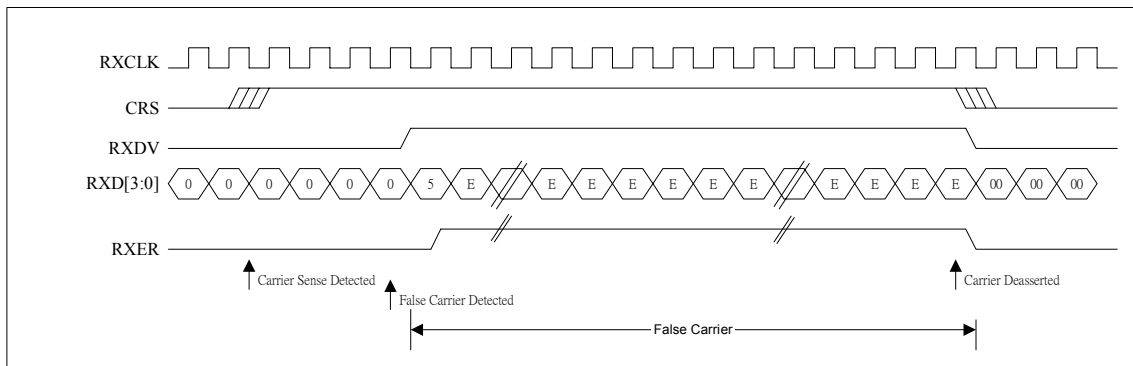 RXCLK
CRS
RXDV
RXD[3:0] 0 0 0 0 0 0 5 E E E E E E E E E E E 00 00 00
RXER
Carrier Sense Detected
False Carrier Detected
Carrier Deasserted
False Carrier